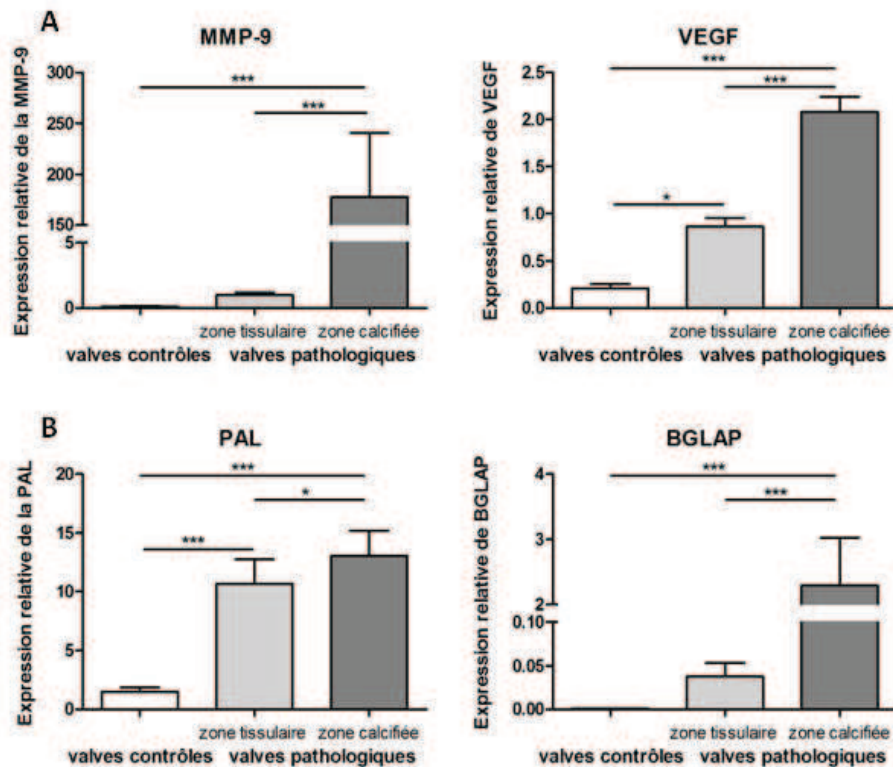 A
MMP-9
Expression relative de la MMP-9
300
250
200
150
5
0
***
***
zone tissulaire zone calcifiée
valves contrôles valves pathologiques
VEGF
Expression relative de VEGF
2.5
2.0
1.5
1.0
0.5
0.0
***
***
*
zone tissulaire zone calcifiée
valves contrôles valves pathologiques
B
PAL
Expression relative de la PAL
20
15
10
5
0
***
*
***
zone tissulaire zone calcifiée
valves contrôles valves pathologiques
BGLAP
Expression relative de BGLAP
4
3
2
0.10
0.05
0.00
***
***
zone tissulaire zone calcifiée
valves contrôles valves pathologiques